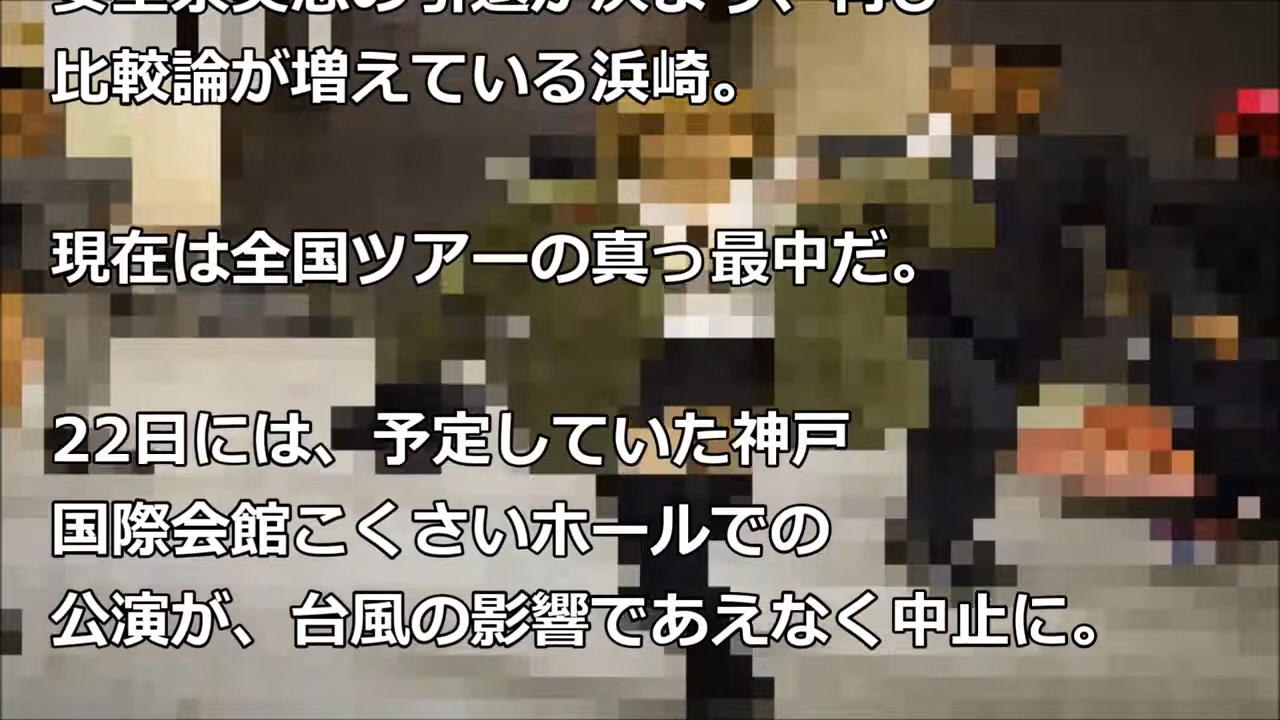 比較論が増えている浜崎。
現在は全国ツアーの真っ最中だ。
22日には、予定していた神戸
国際会館こくさいホールでの
公演が、台風の影響であえなく中止に。